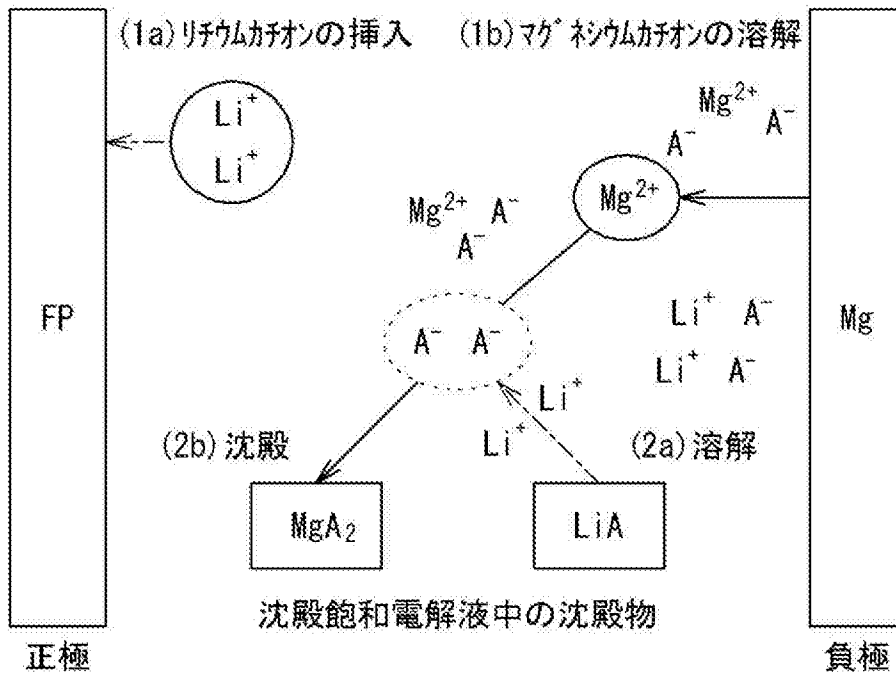 (1a) リチウムカチオンの挿入
(1b) マグネシウムカチオンの溶解
Li⁺
Li⁺
Mg²⁺
A⁻
A⁻
Mg²⁺
Mg²⁺ A⁻
A⁻
FP
Mg
A⁻ A⁻
Li⁺ A⁻
Li⁺ A⁻
Li⁺
Li⁺
(2b) 沈殿
(2a) 溶解
MgA₂
LiA
沈殿飽和電解液中の沈殿物
正極
負極